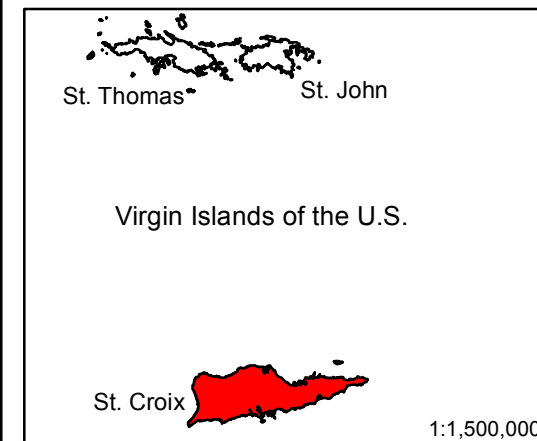 St. Thomas
St. John
Virgin Islands of the U.S.
St. Croix
1:1,500,000